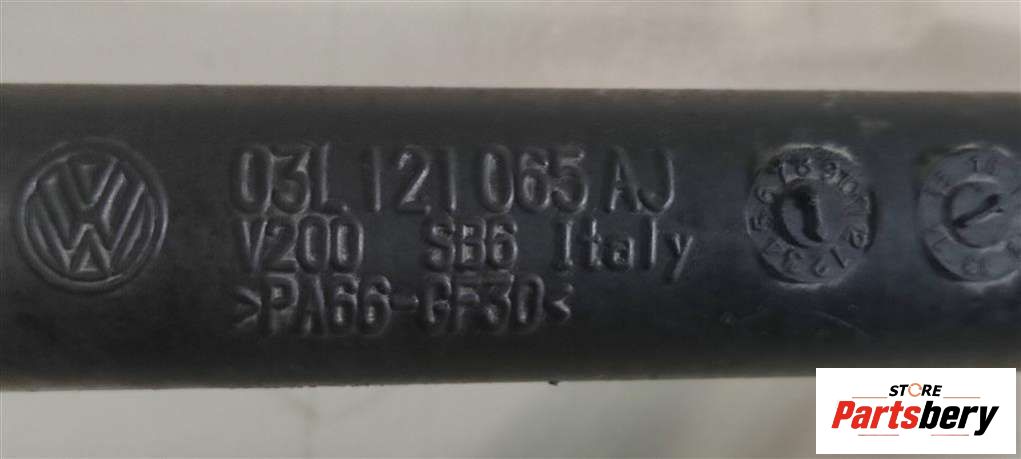 03L 121 065 AJ
V200 SB6 Italy
>PA66-GF30<
STORE
Partsbery